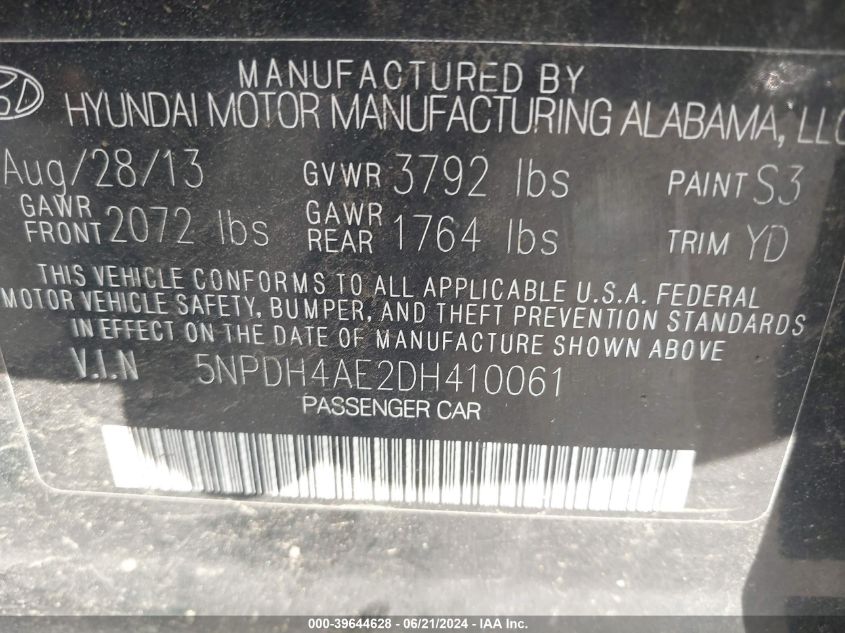 MANUFACTURED BY
HYUNDAI MOTOR MANUFACTURING ALABAMA, LLC
Aug/28/13 GVWR 3792 lbs PAINT S3
GAWR FRONT 2072 lbs GAWR REAR 1764 lbs TRIM YD
THIS VEHICLE CONFORMS TO ALL APPLICABLE U.S.A. FEDERAL
MOTOR VEHICLE SAFETY, BUMPER, AND THEFT PREVENTION STANDARDS
IN EFFECT ON THE DATE OF MANUFACTURE SHOWN ABOVE
V.I.N 5NPDH4AE2DH410061
PASSENGER CAR
000-39644628 - 06/21/2024 - IAAI.com